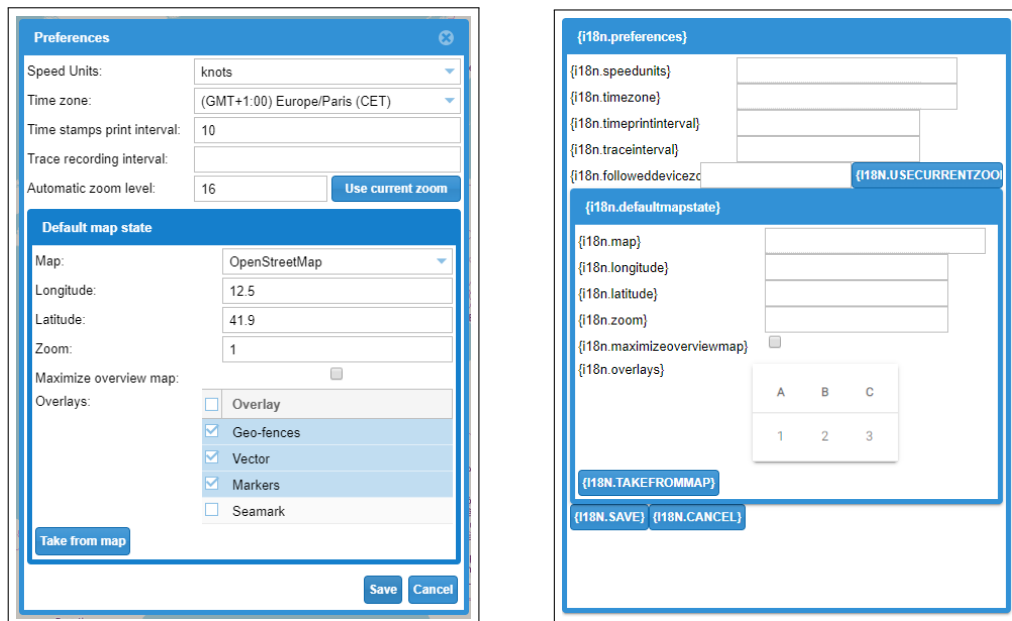 Preferences
Speed Units:
knots
Time zone:
(GMT+1:00) Europe/Paris (CET)
Time stamps print interval:
10
Trace recording interval:
Automatic zoom level:
16
Use current zoom
Default map state
Map:
OpenStreetMap
Longitude:
12.5
Latitude:
41.9
Zoom:
1
Maximize overview map:
Overlays:
Overlay
Geo-fences
Vector
Markers
Seamark
Take from map
Save Cancel
{i18n.preferences}
{i18n.speedunits}
{i18n.timezone}
{i18n.timeprintinterval}
{i18n.traceinterval}
{i18n.followeddevicezo
{I18N.USECURRENTZOO
{i18n.defaultmapstate}
{i18n.map}
{i18n.longitude}
{i18n.latitude}
{i18n.zoom}
{i18n.maximizeoverviewmap}
{i18n.overlays}
A B C
1 2 3
{I18N.TAKEFROMMAP}
{I18N.SAVE} {I18N.CANCEL}